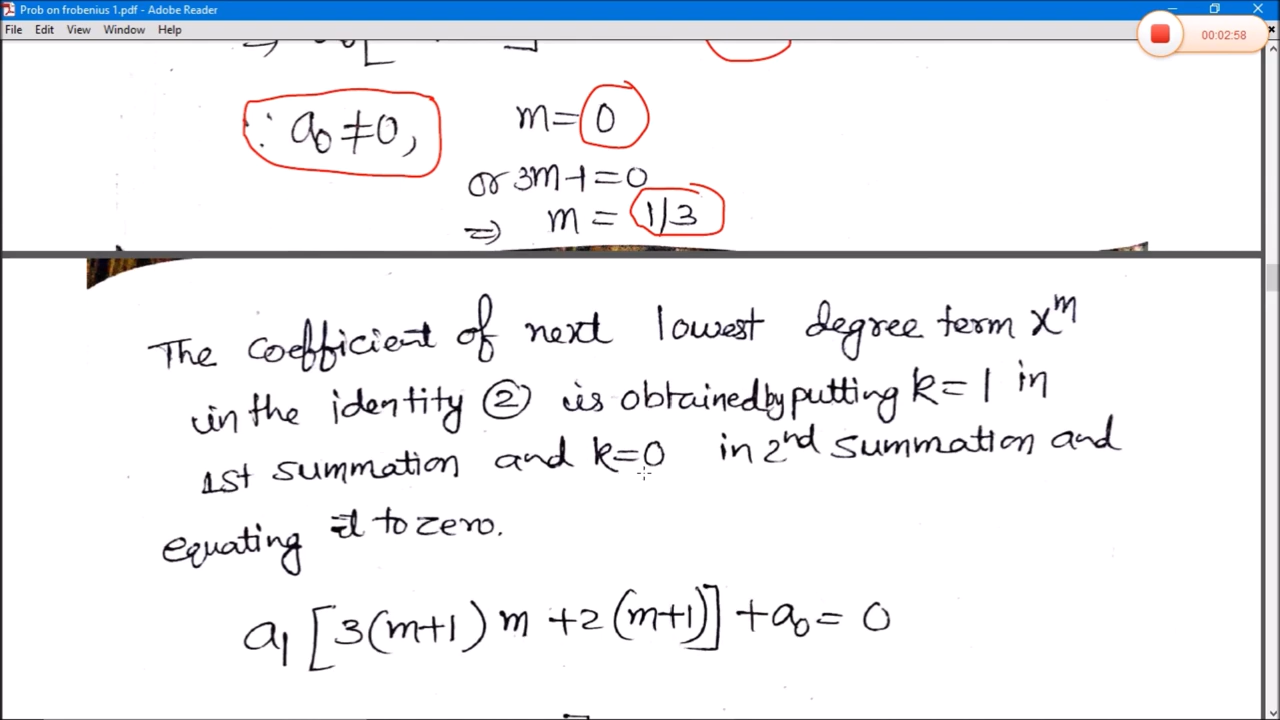 Prob on frobenius 1.pdf - Adobe Reader
File Edit View Window Help
00:02:58
∵ a₀ ≠ 0, m = 0
or 3m-1=0
⇒ m = 1/3
The coefficient of next lowest degree term xᵐ
in the identity ② is obtained by putting k=1 in
1st summation and k=0 in 2nd summation and
equating it to zero.
a₁ [3(m+1) m + 2(m+1)] + a₀ = 0